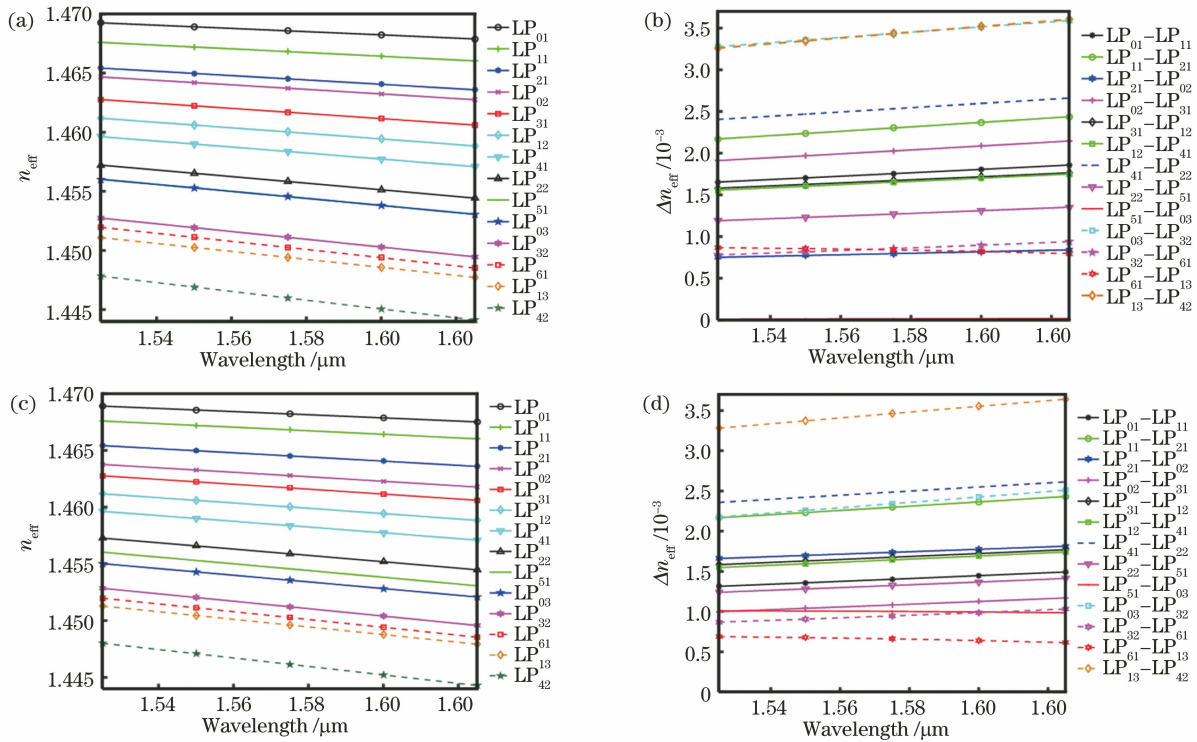 (a)
1.470
1.465
1.460
1.455
1.450
1.445
n_eff
1.54 1.56 1.58 1.60 1.60
Wavelength /μm
LP01
LP11
LP21
LP02
LP31
LP12
LP41
LP22
LP51
LP03
LP32
LP61
LP13
LP42
(b)
3.5
3.0
2.5
2.0
1.5
1.0
0.5
0
Δn_eff /10⁻³
1.54 1.56 1.58 1.60 1.60
Wavelength /μm
LP01−LP11
LP11−LP21
LP21−LP02
LP02−LP31
LP31−LP12
LP12−LP41
LP41−LP22
LP22−LP51
LP51−LP03
LP03−LP32
LP32−LP61
LP61−LP13
LP13−LP42
(c)
1.470
1.465
1.460
1.455
1.450
1.445
n_eff
1.54 1.56 1.58 1.60 1.60
Wavelength /μm
LP01
LP11
LP21
LP02
LP31
LP12
LP41
LP22
LP51
LP03
LP32
LP61
LP13
LP42
(d)
3.5
3.0
2.5
2.0
1.5
1.0
0.5
0
Δn_eff /10⁻³
1.54 1.56 1.58 1.60 1.60
Wavelength /μm
LP01−LP11
LP11−LP21
LP21−LP02
LP02−LP31
LP31−LP12
LP12−LP41
LP41−LP22
LP22−LP51
LP51−LP03
LP03−LP32
LP32−LP61
LP61−LP13
LP13−LP42